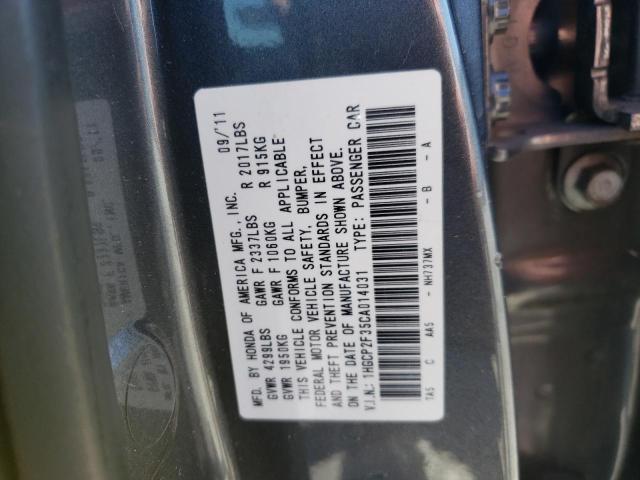 MFD. BY HONDA OF AMERICA MFG., INC. 09/'11
GVWR 4299LBS GAWR F 2337LBS R 2017LBS
GVWR 1950KG GAWR F 1060KG R 915KG
THIS VEHICLE CONFORMS TO ALL APPLICABLE
FEDERAL MOTOR VEHICLE SAFETY, BUMPER,
AND THEFT PREVENTION STANDARDS IN EFFECT
ON THE DATE OF MANUFACTURE SHOWN ABOVE.
V.I.N.: 1HGCP2F35CA014031 TYPE: PASSENGER CAR
TA5 C AA5 - NH737MX - B - A